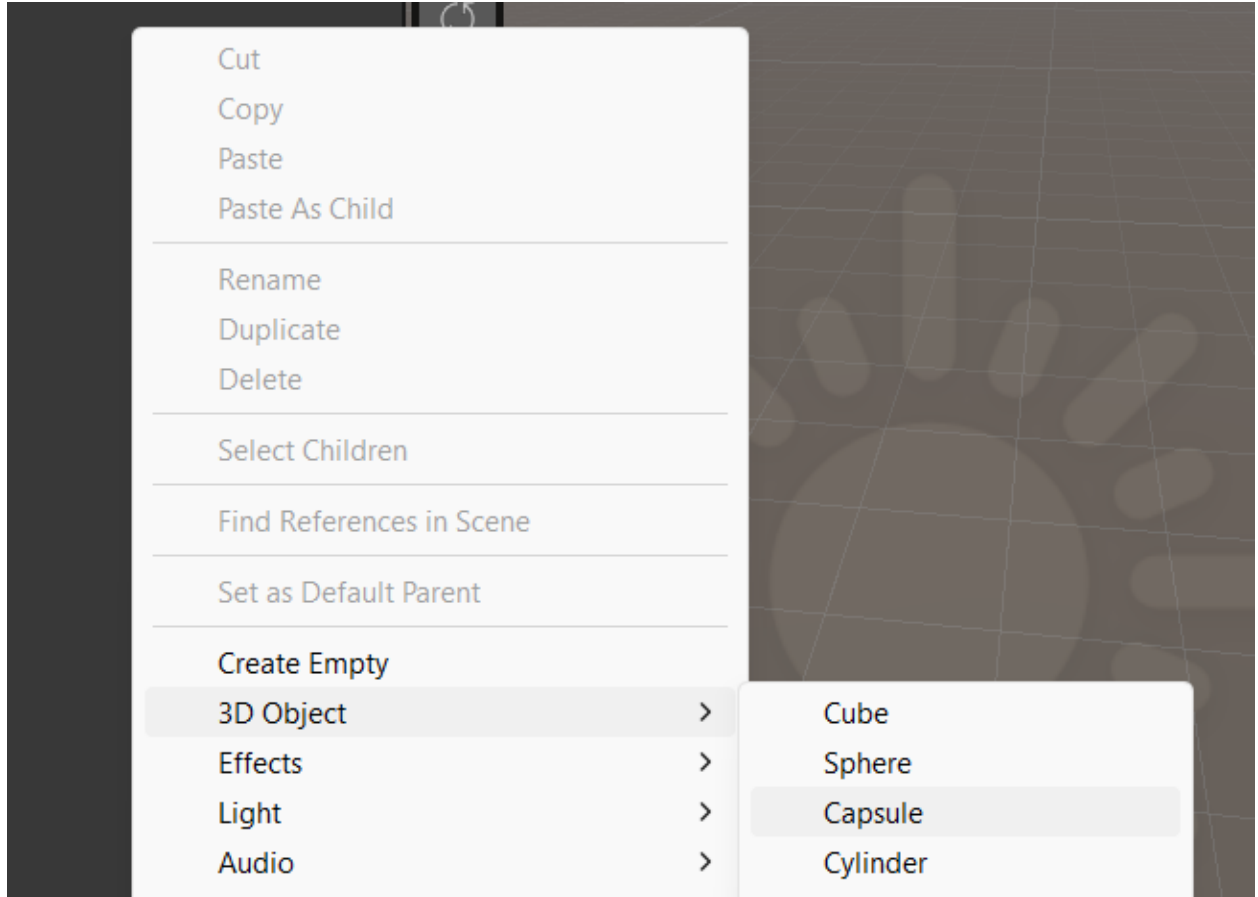 Cut
Copy
Paste
Paste As Child
Rename
Duplicate
Delete
Select Children
Find References in Scene
Set as Default Parent
Create Empty
3D Object
Effects
Light
Audio
Cube
Sphere
Capsule
Cylinder